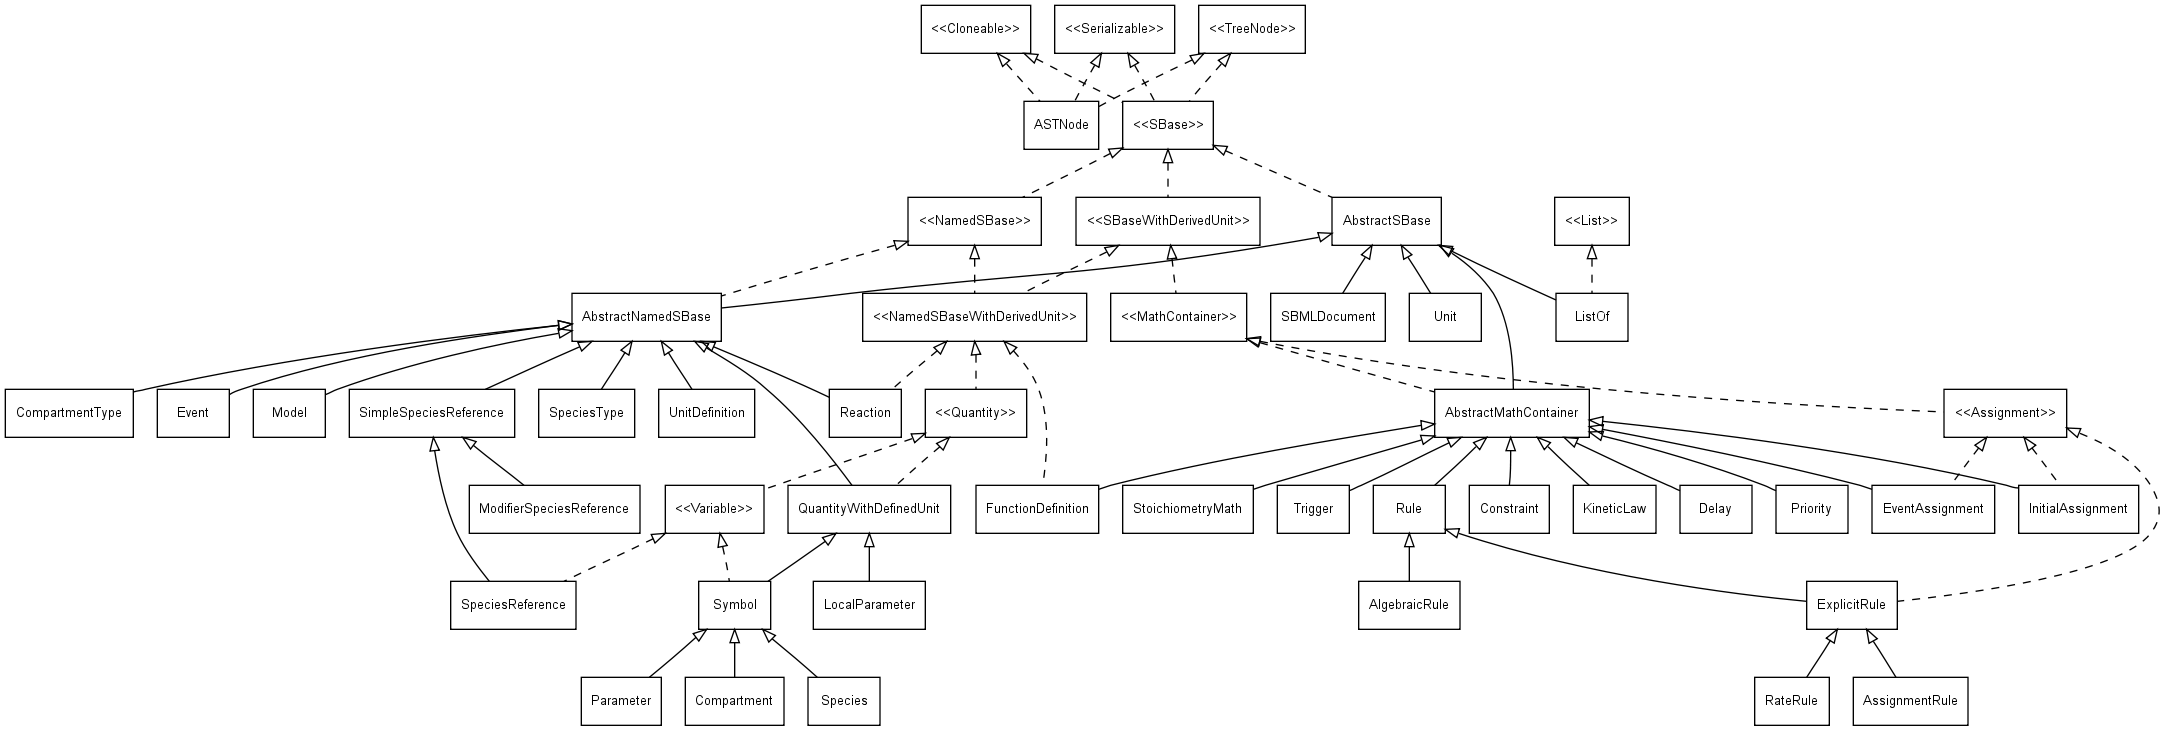 <<Cloneable>>
<<Serializable>>
<<TreeNode>>
ASTNode
<<SBase>>
<<NamedSBase>>
<<SBaseWithDerivedUnit>>
AbstractSBase
<<List>>
AbstractNamedSBase
<<NamedSBaseWithDerivedUnit>>
<<MathContainer>>
SBMLDocument
Unit
ListOf
CompartmentType
Event
Model
SimpleSpeciesReference
SpeciesType
UnitDefinition
Reaction
<<Quantity>>
AbstractMathContainer
<<Assignment>>
ModifierSpeciesReference
<<Variable>>
QuantityWithDefinedUnit
FunctionDefinition
StoichiometryMath
Trigger
Rule
Constraint
KineticLaw
Delay
Priority
EventAssignment
InitialAssignment
SpeciesReference
Symbol
LocalParameter
AlgebraicRule
ExplicitRule
Parameter
Compartment
Species
RateRule
AssignmentRule